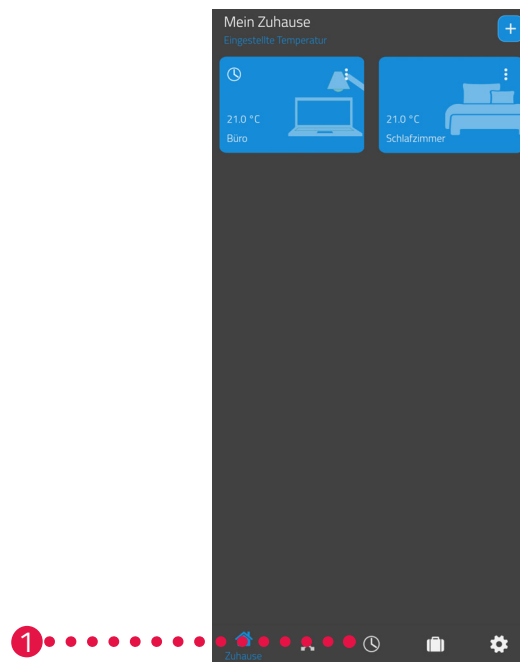 Mein Zuhause
Eingestellte Temperatur
21.0 °C
Büro
21.0 °C
Schlafzimmer
1
Zuhause